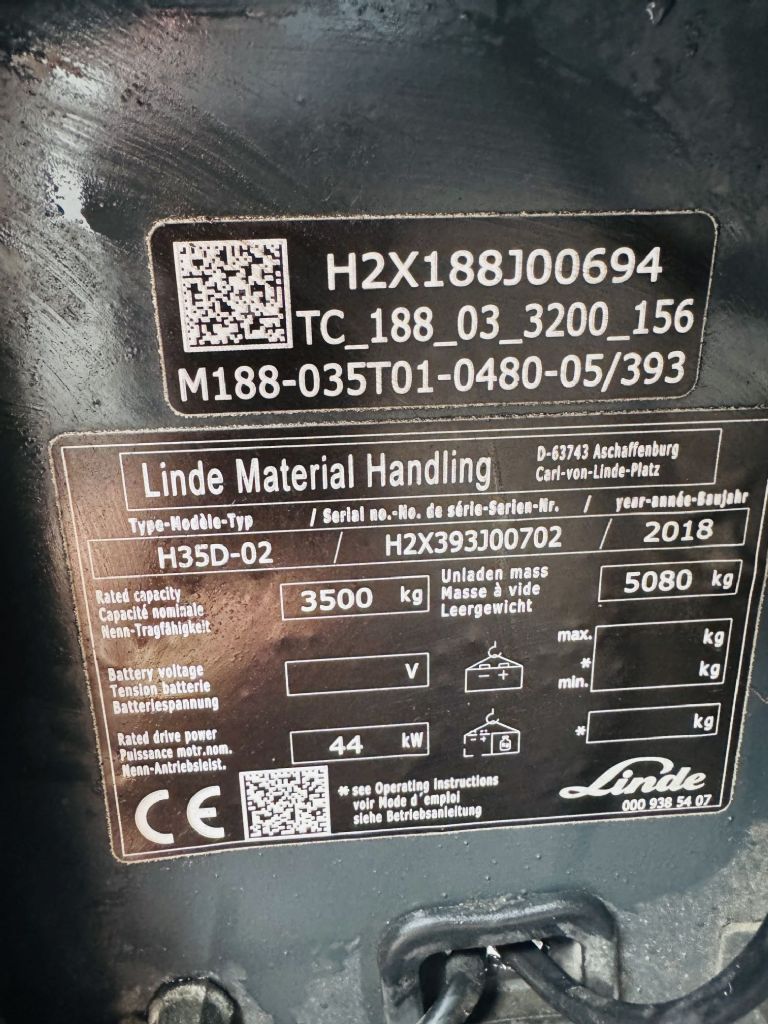 H2X188J00694
TC_188_03_3200_156
M188-035T01-0480-05/393
Linde Material Handling
D-63743 Aschaffenburg
Carl-von-Linde-Platz
Type-Modèle-Typ / Serial no.-No. de série-Serien-Nr. / year-année-Baujahr
H35D-02 / H2X393J00702 / 2018
Rated capacity
Capacité nominale
Nenn-Tragfähigkeit
3500 kg
Unladen mass
Masse à vide
Leergewicht
5080 kg
Battery voltage
Tension batterie
Batteriespannung
V
- +
max. kg
* min. kg
Rated drive power
Puissance motr.nom.
Nenn-Antriebsleist.
44 kW
* kg
CE
* see Operating Instructions
voir Mode d'emploi
siehe Betriebsanleitung
Linde
000 938 54 07